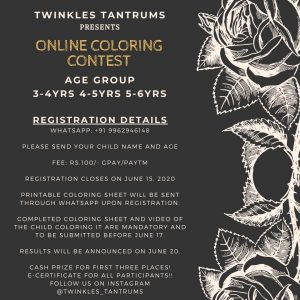 TWINKLES TANTRUMS
PRESENTS
ONLINE COLORING
CONTEST
AGE GROUP
3-4YRS 4-5YRS 5-6YRS
REGISTRATION DETAILS
WHATSAPP: +91 9962946148
PLEASE SEND YOUR CHILD NAME AND AGE
FEE: RS.100/- GPAY/PAYTM
REGISTRATION CLOSES ON JUNE 15, 2020
PRINTABLE COLORING SHEET WILL BE SENT
THROUGH WHATSAPP UPON REGISTRATION.
COMPLETED COLORING SHEET AND VIDEO OF
THE CHILD COLORING IT ARE MANDATORY AND
TO BE SUBMITTED BEFORE JUNE 17.
RESULTS WILL BE ANNOUNCED ON JUNE 20.
CASH PRIZE FOR FIRST THREE PLACES!
E-CERTIFICATE FOR ALL PARTICIPANTS!!
FOLLOW US ON INSTAGRAM
@TWINKLES_TANTRUMS